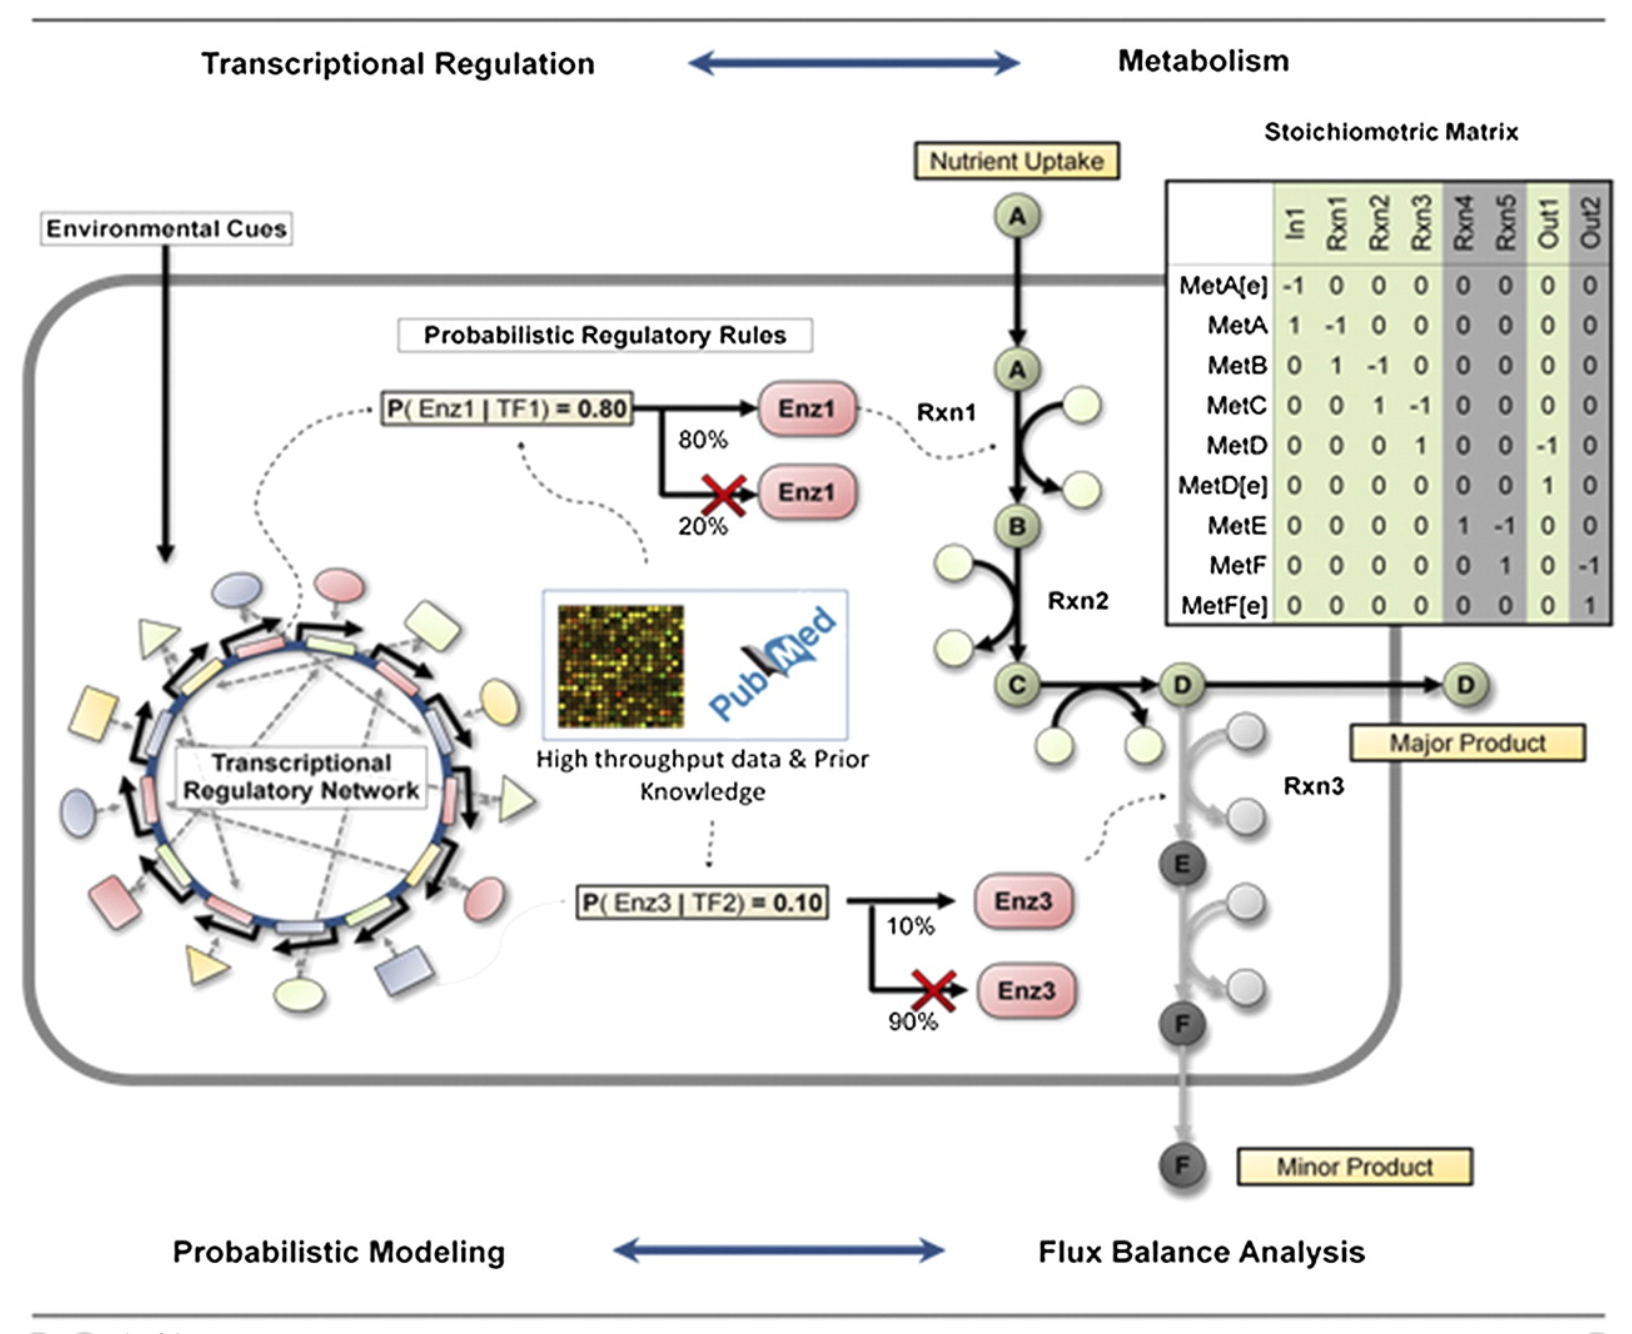 Transcriptional Regulation
Metabolism
Stoichiometric Matrix
Nutrient Uptake
In1 Rxn1 Rxn2 Rxn3 Rxn4 Rxn5 Out1 Out2
MetA[e] -1 0 0 0 0 0 0 0
MetA 1 -1 0 0 0 0 0 0
MetB 0 1 -1 0 0 0 0 0
MetC 0 0 1 -1 0 0 0 0
MetD 0 0 0 1 0 0 -1 0
MetD[e] 0 0 0 0 0 0 1 0
MetE 0 0 0 0 1 -1 0 0
MetF 0 0 0 0 0 1 0 -1
MetF[e] 0 0 0 0 0 0 0 1
Environmental Cues
A
Probabilistic Regulatory Rules
A
P( Enz1 | TF1) = 0.80
80%
Enz1
Rxn1
20%
Enz1
B
Rxn2
PubMed
High throughput data & Prior
Knowledge
C
D
D
Major Product
Transcriptional
Regulatory Network
Rxn3
E
P( Enz3 | TF2) = 0.10
10%
Enz3
90%
Enz3
F
F
Minor Product
Probabilistic Modeling
Flux Balance Analysis